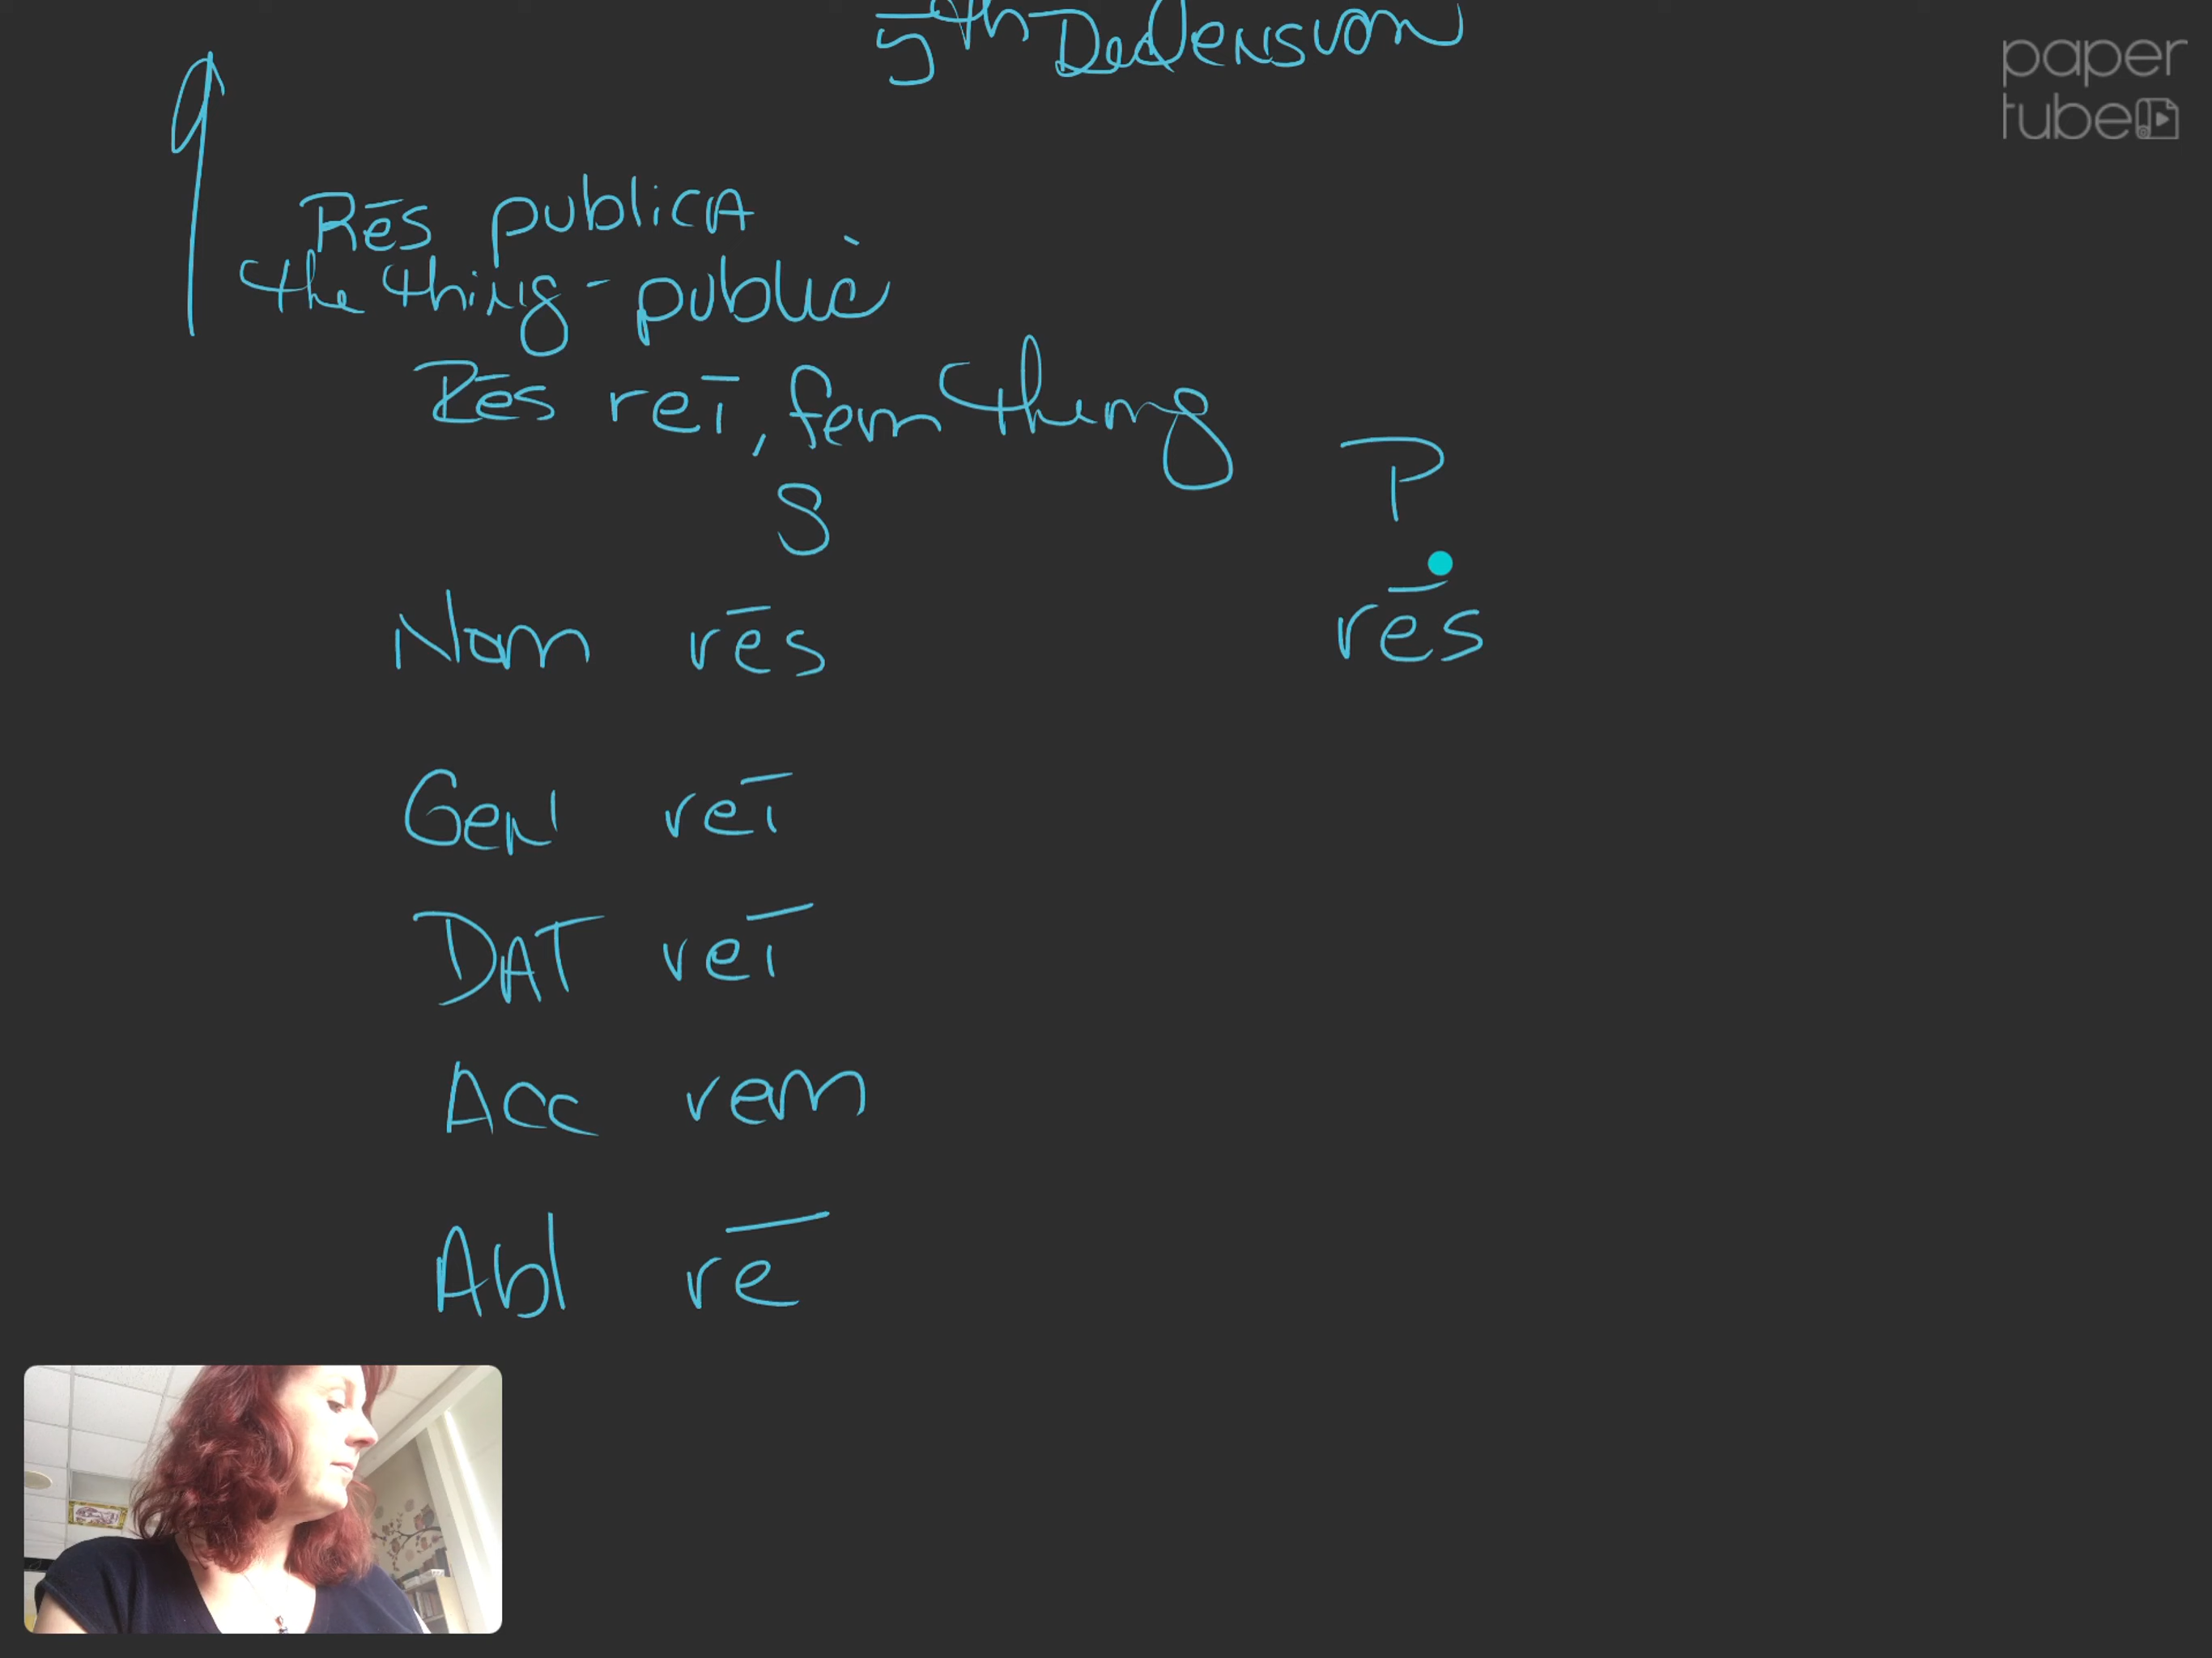 5th Declension
paper
tube
Rēs publica
the thing-public
Rēs reī, fem thing
S P
Nom rēs rēs
Gen reī
DAT reī
Acc rem
Abl rē